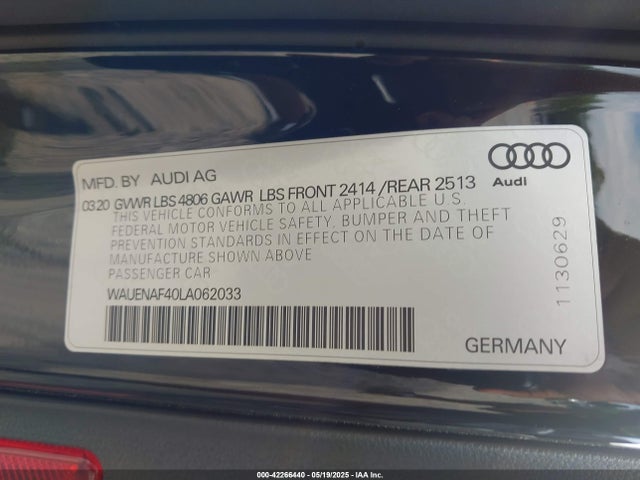 MFD. BY AUDI AG
0320 GVWR LBS 4806 GAWR LBS FRONT 2414 /REAR 2513
THIS VEHICLE CONFORMS TO ALL APPLICABLE U.S.
FEDERAL MOTOR VEHICLE SAFETY, BUMPER AND THEFT
PREVENTION STANDARDS IN EFFECT ON THE DATE OF
MANUFACTURE SHOWN ABOVE
PASSENGER CAR
WAUENAF40LA062033
Audi
1130629
GERMANY
000-42266440 - 05/19/2025 - IAA Inc.